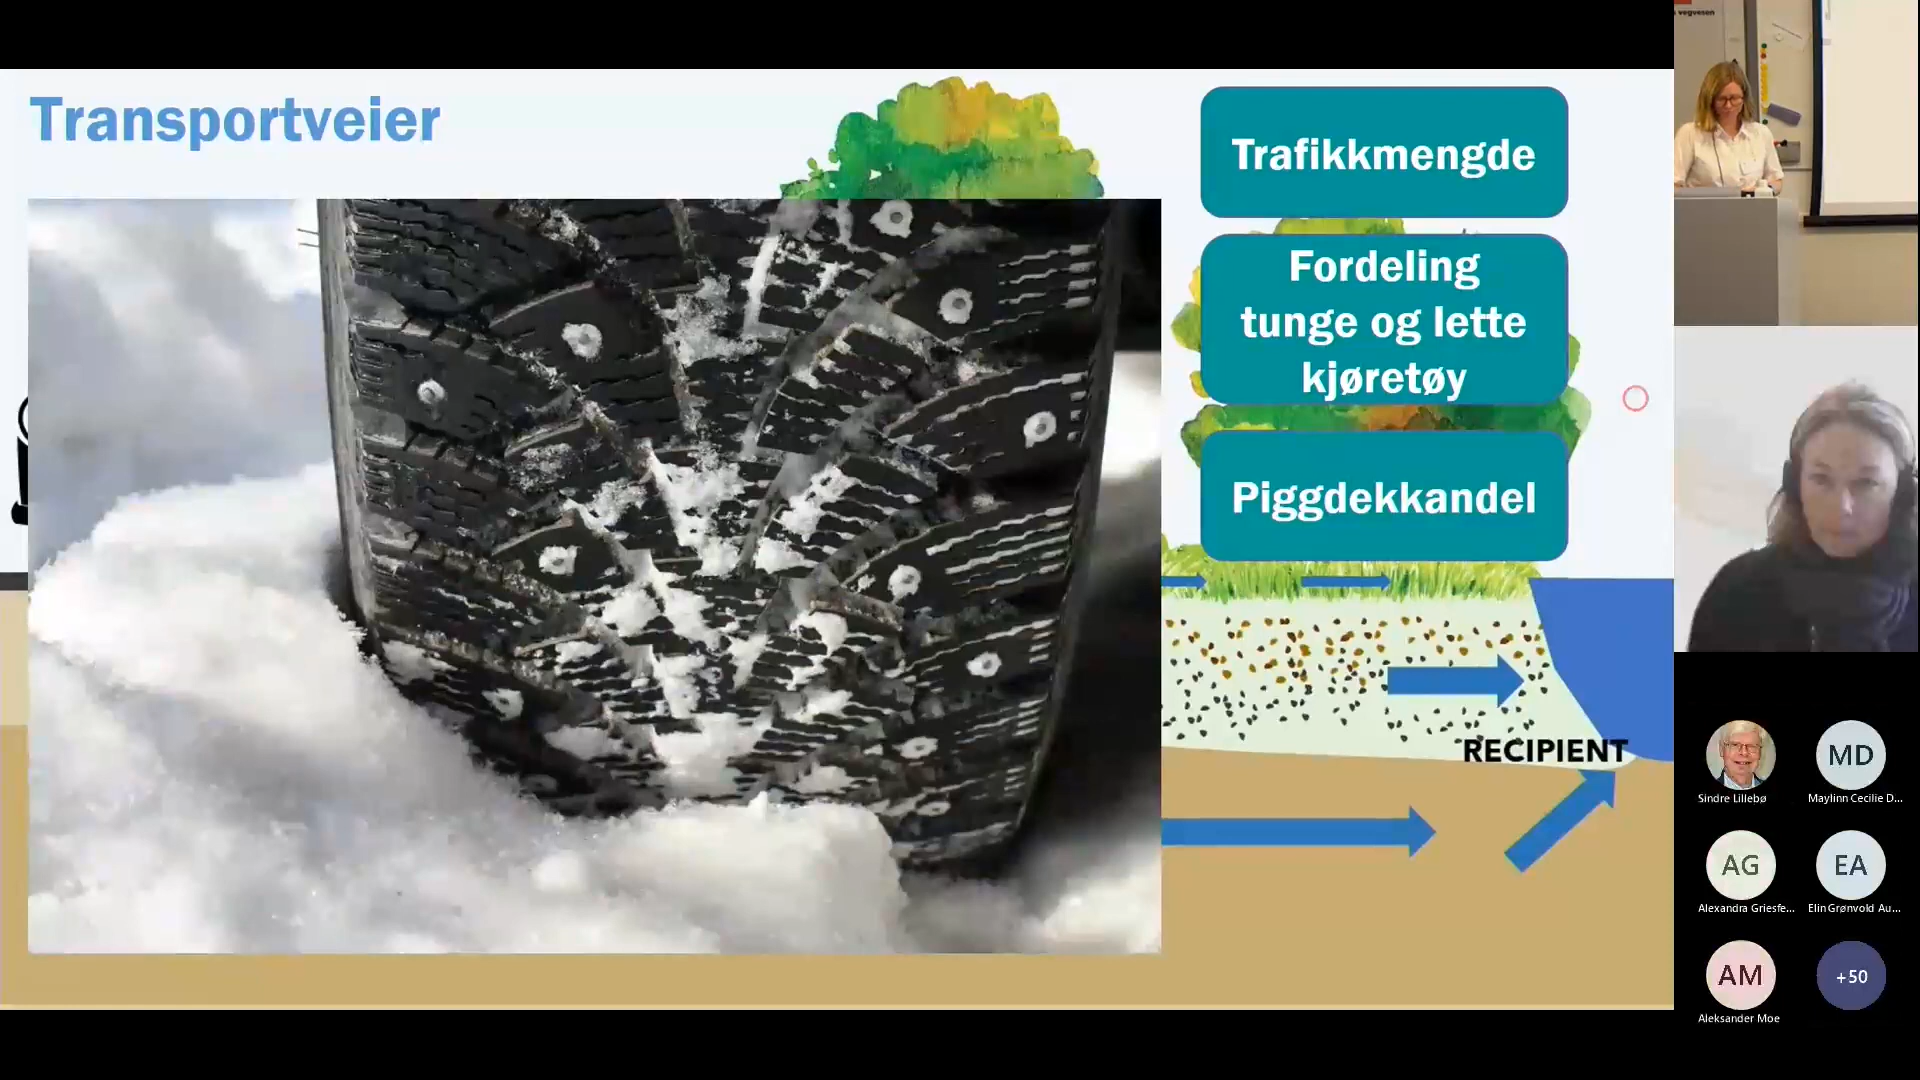 Transportveier
Trafikkmengde
Fordeling
tunge og lette
kjøretøy
Piggdekkandel
RECIPIENT
vegvesen
Sindre Lillebø
MD
Maylinn Cecilie D...
AG
Alexandra Griesfe...
EA
Elin Grønvold Au...
AM
Aleksander Moe
+50